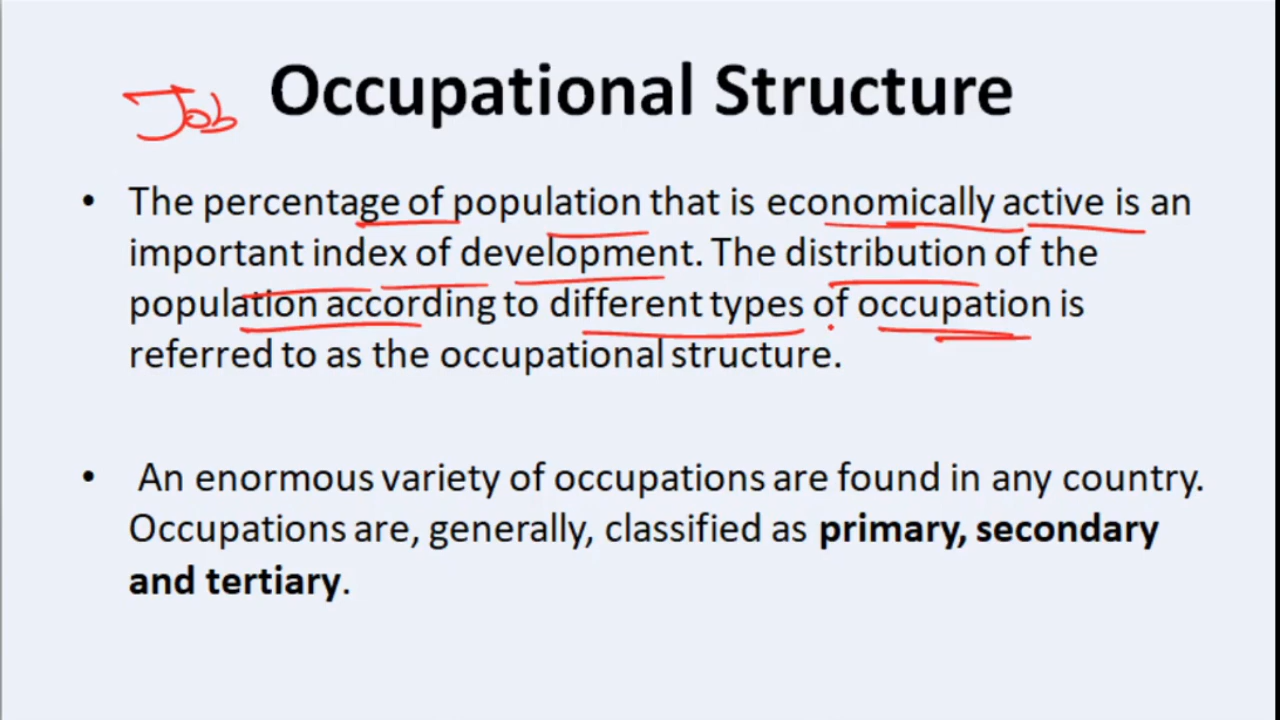 Job Occupational Structure
• The percentage of population that is economically active is an
important index of development. The distribution of the
population according to different types of occupation is
referred to as the occupational structure.
• An enormous variety of occupations are found in any country.
Occupations are, generally, classified as primary, secondary
and tertiary.